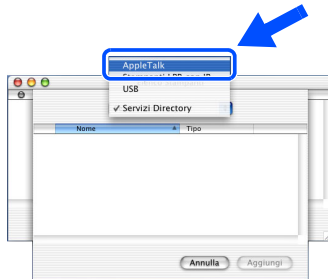 AppleTalk
USB
✓ Servizi Directory
Nome Tipo
Annulla Aggiungi